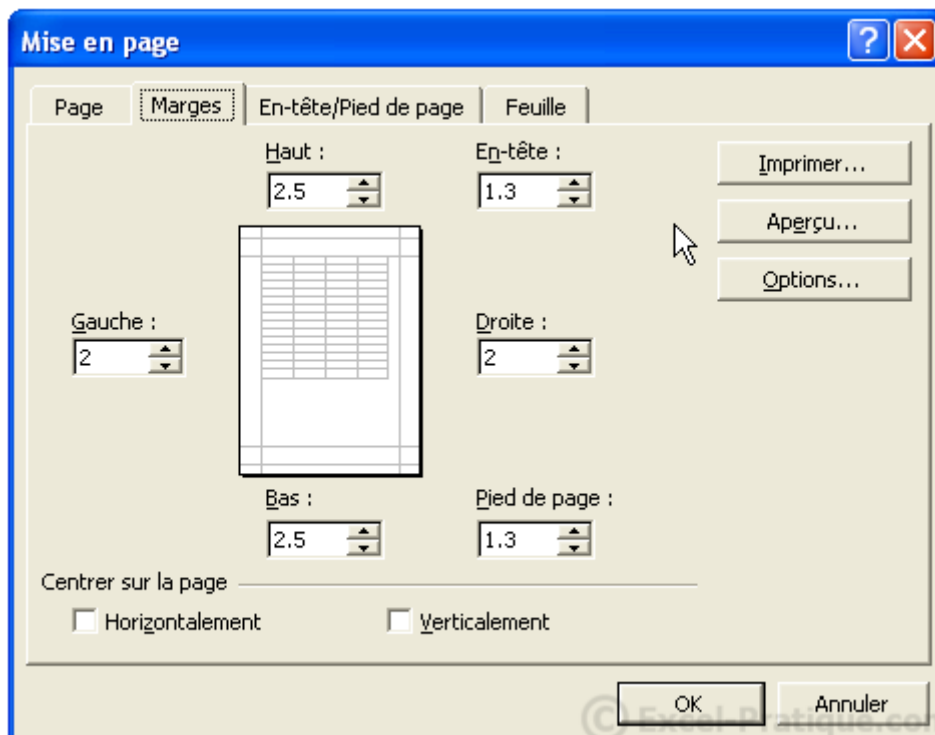 Mise en page
Page Marges En-tête/Pied de page Feuille
Haut : En-tête :
2.5 1.3
Imprimer...
Aperçu...
Options...
Gauche : Droite :
2 2
Bas : Pied de page :
2.5 1.3
Centrer sur la page
Horizontalement Verticalement
OK Annuler
© Excel-Pratique.com